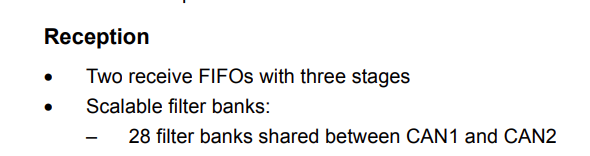 Reception
• Two receive FIFOs with three stages
• Scalable filter banks:
– 28 filter banks shared between CAN1 and CAN2